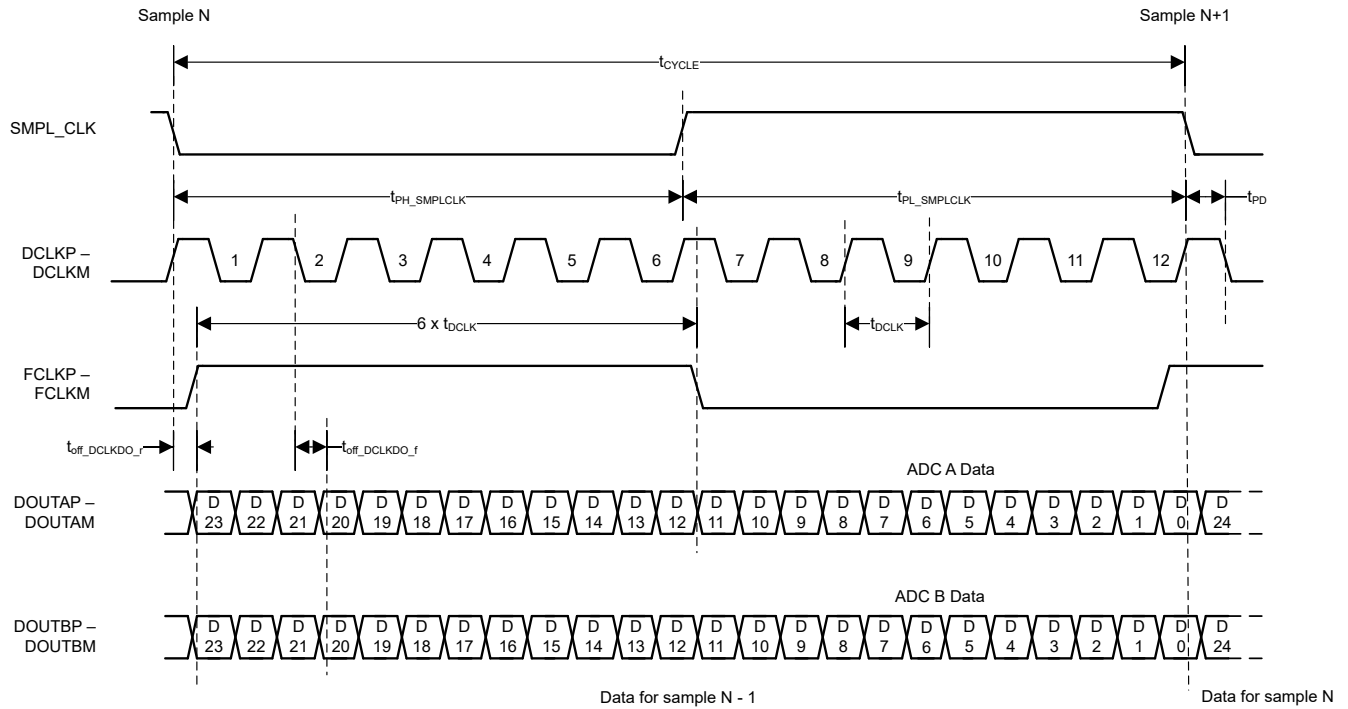 Sample N
Sample N+1
tCYCLE
SMPL_CLK
tPH_SMPLCLK
tPL_SMPLCLK
tPD
DCLKP –
DCLKM
1 2 3 4 5 6 7 8 9 10 11 12
6 x tDCLK
tDCLK
FCLKP –
FCLKM
toff_DCLKDO_r
toff_DCLKDO_f
ADC A Data
DOUTAP –
DOUTAM
D D D D D D D D D D D D D D D D D D D D D D D D D
23 22 21 20 19 18 17 16 15 14 13 12 11 10 9 8 7 6 5 4 3 2 1 0 24
ADC B Data
DOUTBP –
DOUTBM
D D D D D D D D D D D D D D D D D D D D D D D D D
23 22 21 20 19 18 17 16 15 14 13 12 11 10 9 8 7 6 5 4 3 2 1 0 24
Data for sample N - 1
Data for sample N